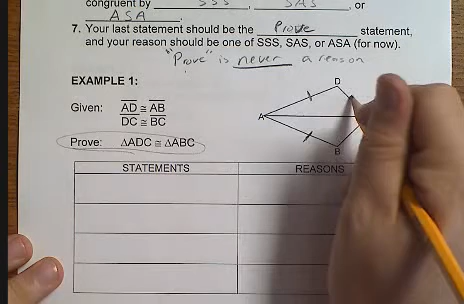 congruent by SSS, SAS, or
ASA.
7. Your last statement should be the Prove statement,
and your reason should be one of SSS, SAS, or ASA (for now).
"Prove" is never a reason
EXAMPLE 1:
D
Given: AD ≅ AB
DC ≅ BC
A
Prove: ΔADC ≅ ΔABC
B
STATEMENTS REASONS